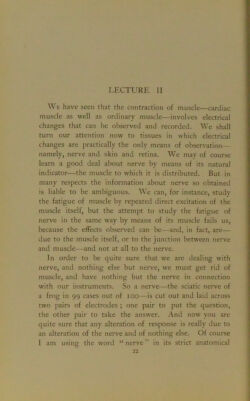 LECTURE II
We have seen that the contraction of muscle—cardiac
muscle as well as ordinary muscle—involves electrical
changes that can be observed and recorded. We shall
turn our attention now to tissues in which electrical
changes are practically the only means of observation—
namely, nerve and skin and retina. We may of course
learn a good deal about nerve by means of its natural
indicator—the muscle to which it is distributed. But in
many respects the information about nerve so obtained
is liable to be ambiguous. We can, for instance, study
the fatigue of muscle by repeated direct excitation of the
muscle itself, but the attempt to study the fatigue of
nerve in the same way by means of its muscle fails us,
because the effects observed can be—and, in fact, are—
due to the muscle itself, or to the junction between nerve
and muscle—and not at all to the nerve.
In order to be quite sure that we are dealing with
nerve, and nothing else but nerve, we must get rid of
muscle, and have nothing but the nerve in connection
with our instruments. So a nerve—the sciatic nerve of
a frog in 99 cases out of 100—is cut out and laid across
two pairs of electrodes; one pair to put the question,
the other pair to take the answer. And now you are
quite sure that any alteration of response is really due to
an alteration of the nerve and of nothing else. Of course
I am using the word "nerve" in its strict anatomical
22